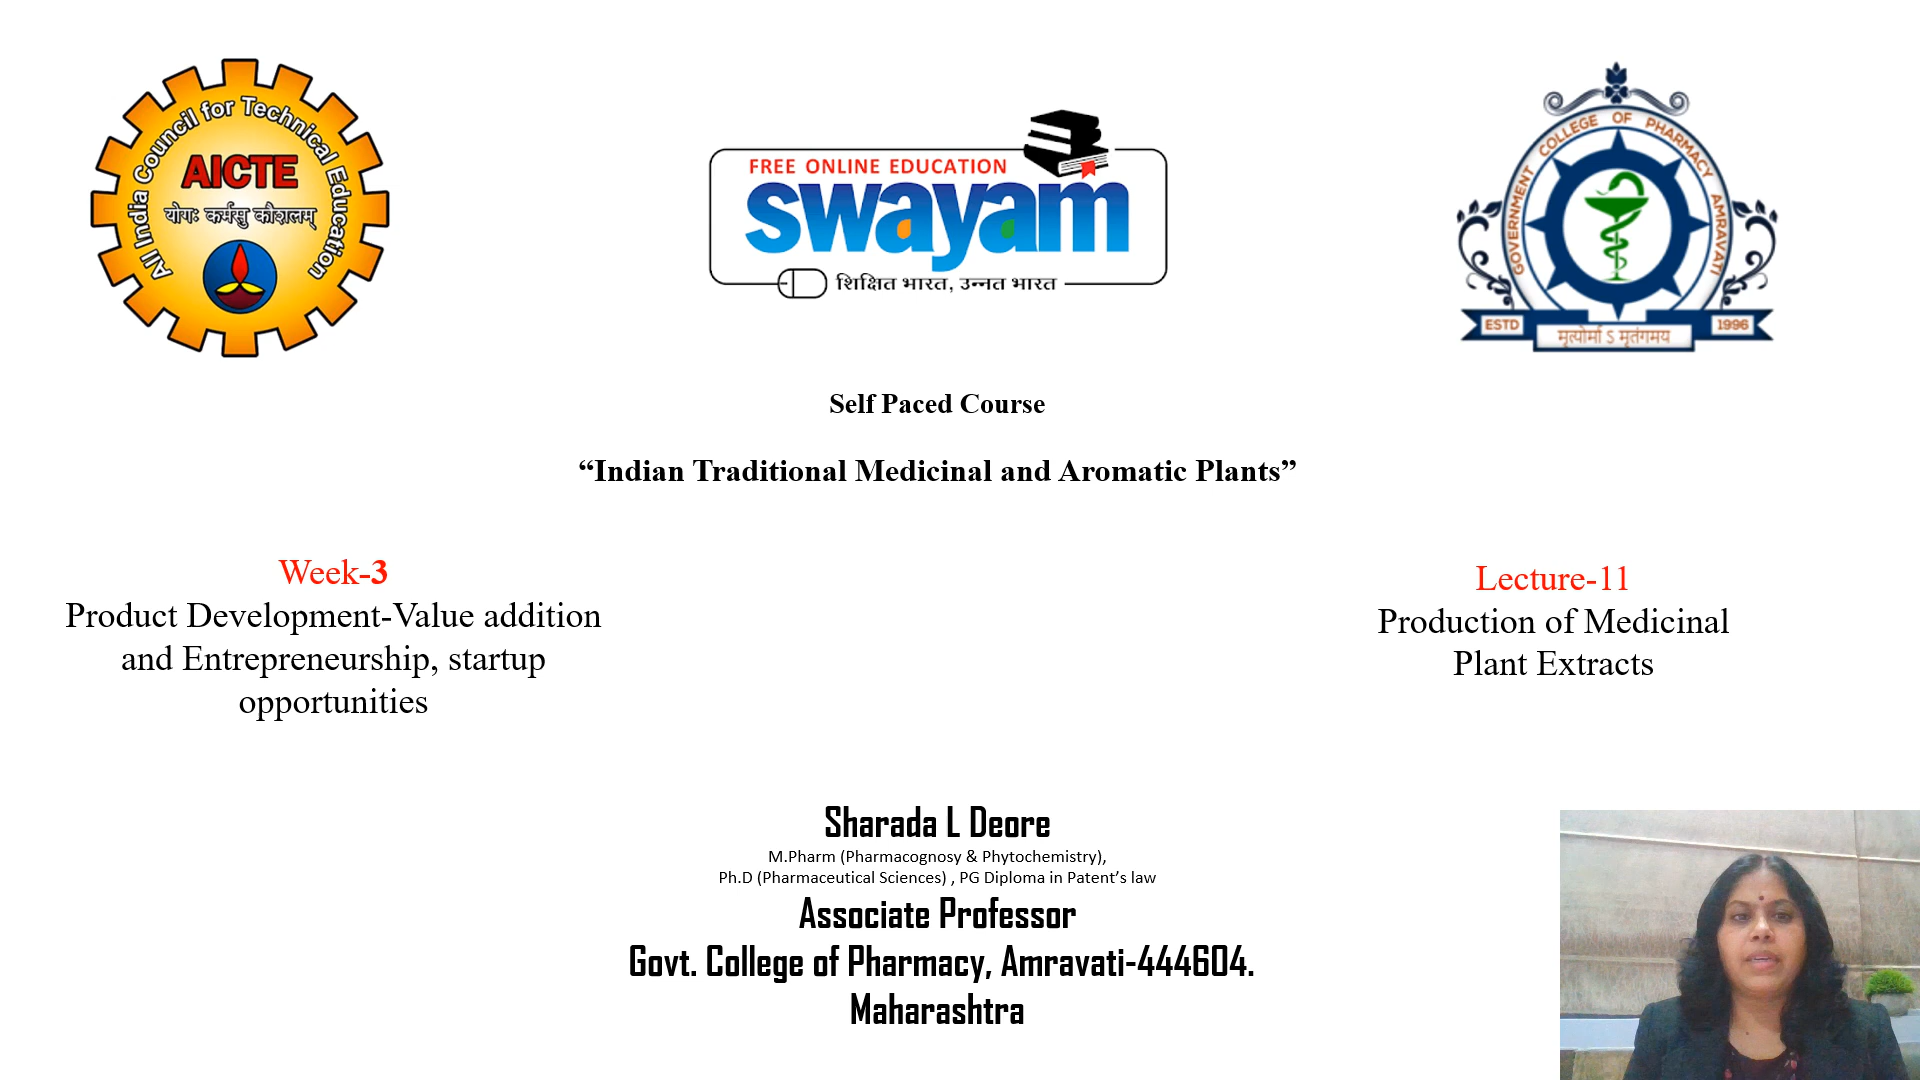 All India Council for Technical Education
AICTE
योगः कर्मसु कौशलम्
FREE ONLINE EDUCATION
swayam
शिक्षित भारत, उन्नत भारत
GOVERNMENT COLLEGE OF PHARMACY AMRAVATI
ESTD
1996
मृत्योर्मा ऽ मृतंगमय
Self Paced Course
“Indian Traditional Medicinal and Aromatic Plants”
Week-3
Product Development-Value addition
and Entrepreneurship, startup
opportunities
Lecture-11
Production of Medicinal
Plant Extracts
Sharada L Deore
M.Pharm (Pharmacognosy & Phytochemistry),
Ph.D (Pharmaceutical Sciences) , PG Diploma in Patent’s law
Associate Professor
Govt. College of Pharmacy, Amravati-444604.
Maharashtra